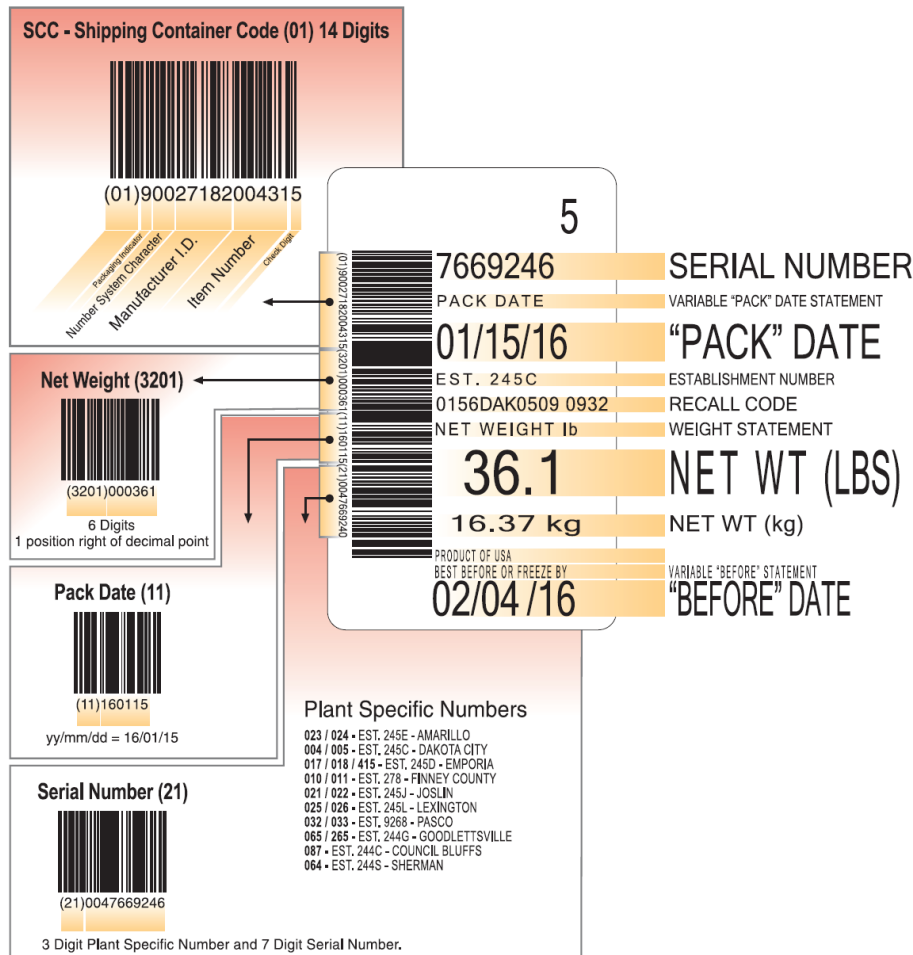 SCC - Shipping Container Code (01) 14 Digits
(01)90027182004315
Packaging Indicator
Number System Character
Manufacturer I.D.
Item Number
Check Digit
Net Weight (3201)
(3201)000361
6 Digits
1 position right of decimal point
Pack Date (11)
(11)160115
yy/mm/dd = 16/01/15
Serial Number (21)
(21)0047669246
3 Digit Plant Specific Number and 7 Digit Serial Number.
(01)90027182004315(3201)000361(11)160115(21)0047669240
5
7669246 SERIAL NUMBER
PACK DATE VARIABLE "PACK" DATE STATEMENT
01/15/16 "PACK" DATE
EST. 245C ESTABLISHMENT NUMBER
0156DAK0509 0932 RECALL CODE
NET WEIGHT lb WEIGHT STATEMENT
36.1 NET WT (LBS)
16.37 kg NET WT (kg)
PRODUCT OF USA
BEST BEFORE OR FREEZE BY VARIABLE "BEFORE" STATEMENT
02/04/16 "BEFORE" DATE
Plant Specific Numbers
023 / 024 - EST. 245E - AMARILLO
004 / 005 - EST. 245C - DAKOTA CITY
017 / 018 / 415 - EST. 245D - EMPORIA
010 / 011 - EST. 278 - FINNEY COUNTY
021 / 022 - EST. 245J - JOSLIN
025 / 026 - EST. 245L - LEXINGTON
032 / 033 - EST. 9268 - PASCO
065 / 265 - EST. 244G - GOODLETTSVILLE
087 - EST. 244C - COUNCIL BLUFFS
064 - EST. 244S - SHERMAN